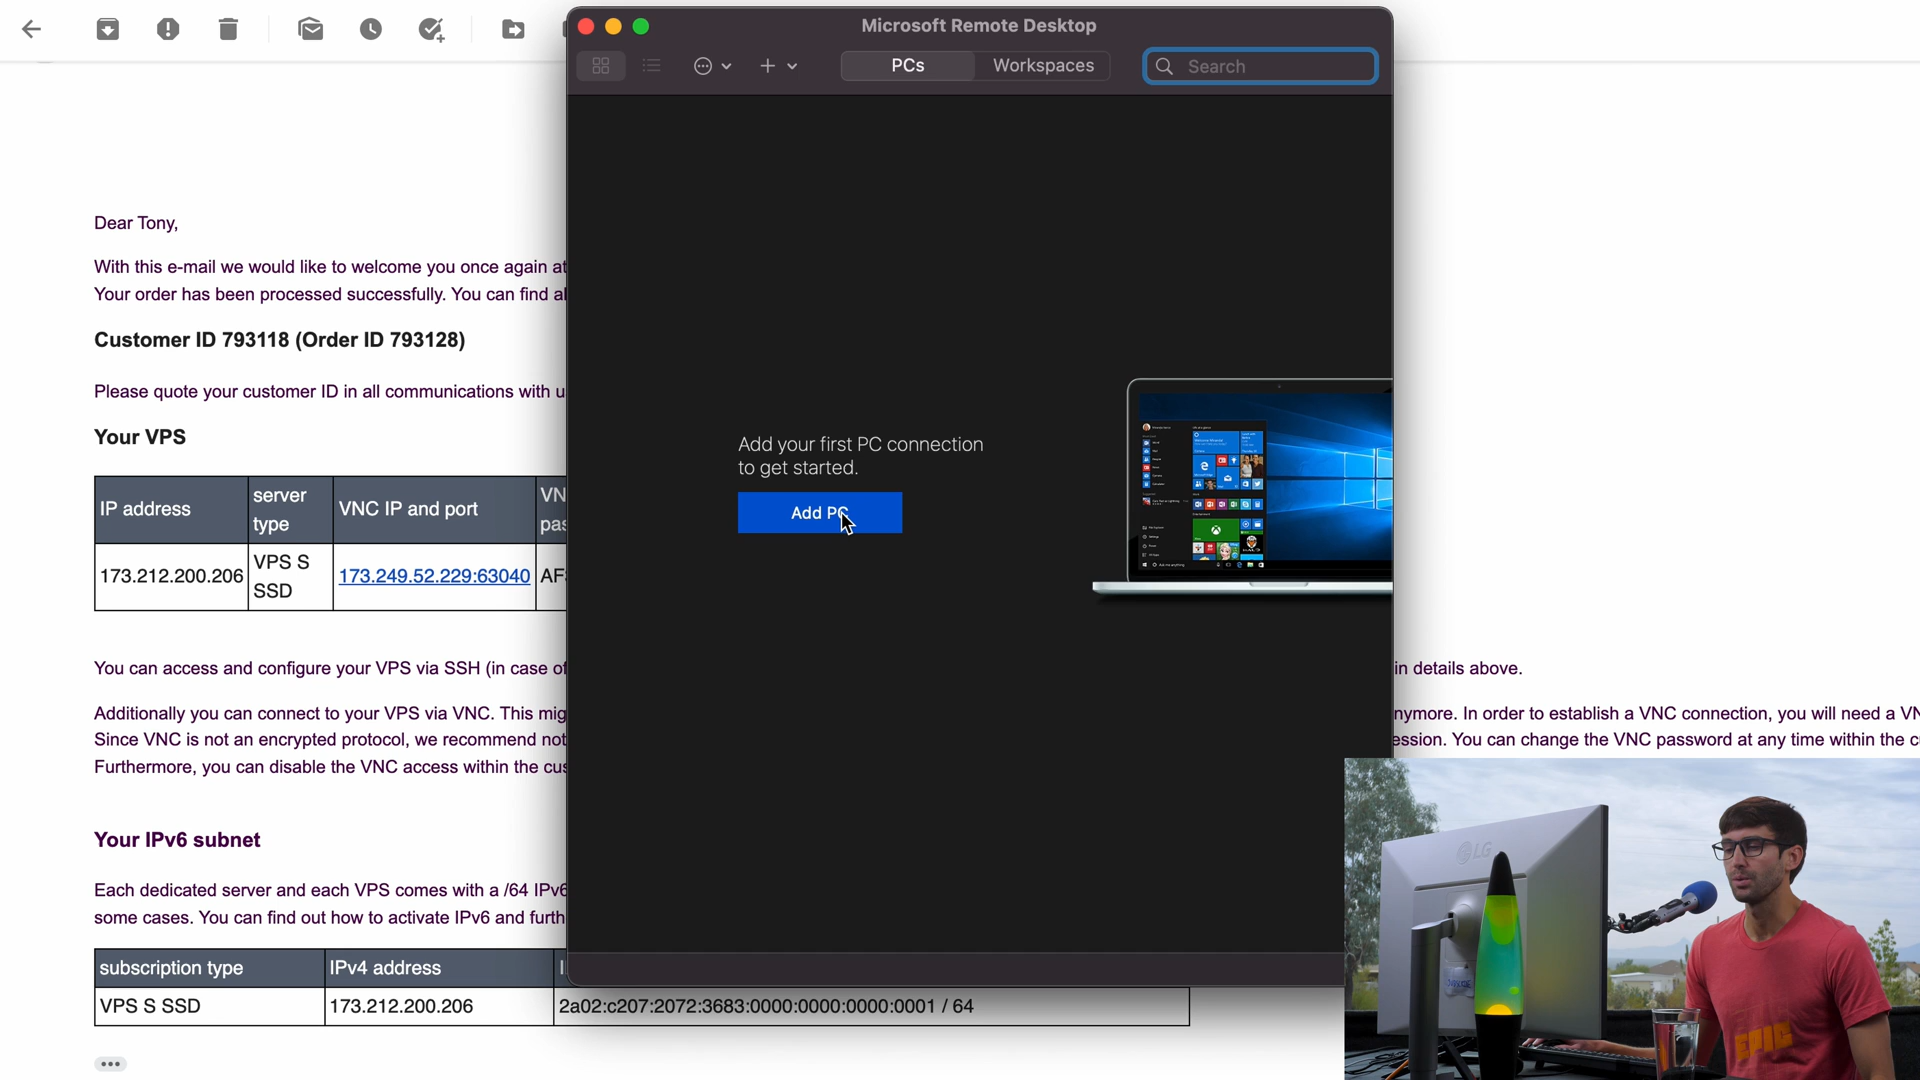 Microsoft Remote Desktop
PCs
Workspaces
Search
Dear Tony,
With this e-mail we would like to welcome you once again at
Your order has been processed successfully. You can find
Customer ID 793118 (Order ID 793128)
Please quote your customer ID in all communications with
Your VPS
IP address
server type
VNC IP and port
173.212.200.206
VPS S SSD
173.249.52.229:63040
Add your first PC connection
to get started.
Add PC
You can access and configure your VPS via SSH (in case of
in details above.
Additionally you can connect to your VPS via VNC. This
nymore. In order to establish a VNC connection, you will need a
Since VNC is not an encrypted protocol, we recommend not
ession. You can change the VNC password at any time within the
Furthermore, you can disable the VNC access within the
Your IPv6 subnet
Each dedicated server and each VPS comes with a /64
some cases. You can find out how to activate IPv6 and
subscription type
IPv4 address
VPS S SSD
173.212.200.206
2a02:c207:2072:3683:0000:0000:0000:0001 / 64
LG
EPIC